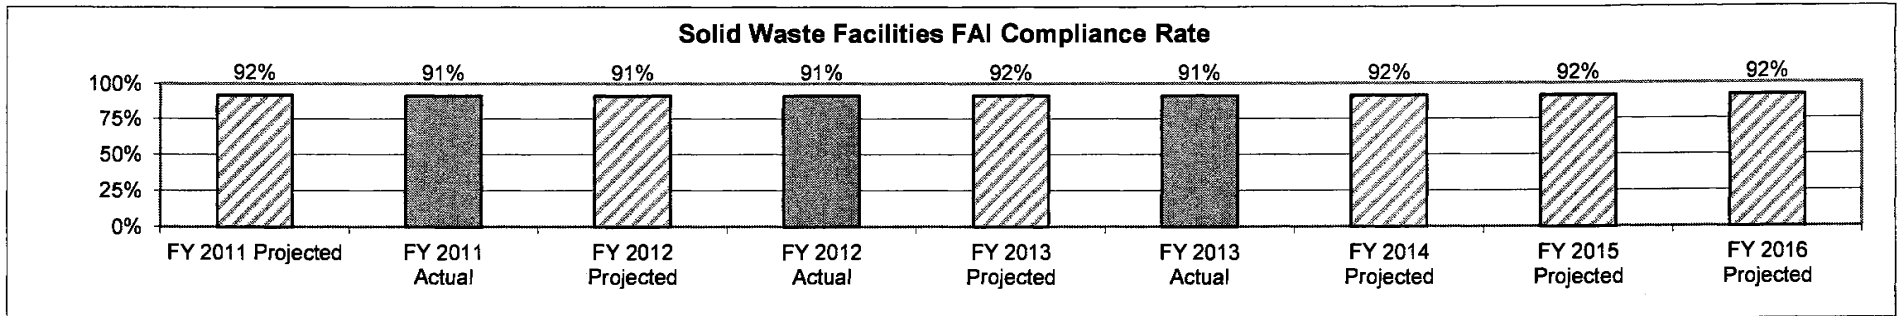 Solid Waste Facilities FAI Compliance Rate
92% 91% 91% 91% 92% 91% 92% 92% 92%
100%
75%
50%
25%
0%
FY 2011 Projected FY 2011 FY 2012 FY 2012 FY 2013 FY 2013 FY 2014 FY 2015 FY 2016
Actual Projected Actual Projected Actual Projected Projected Projected